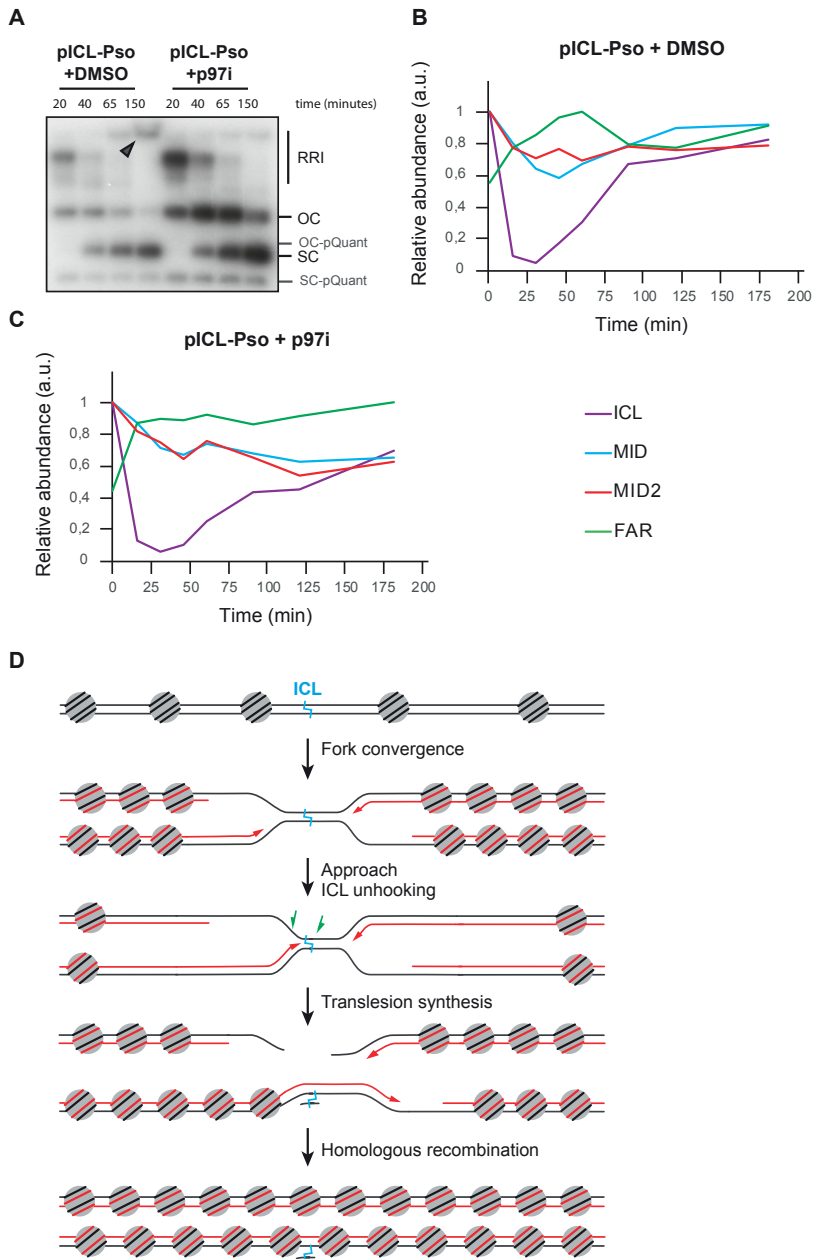 A
pICL-Pso +DMSO
pICL-Pso +p97i
20 40 65 150 20 40 65 150 time (minutes)
RRI
OC
OC-pQuant
SC
SC-pQuant
B
pICL-Pso + DMSO
Relative abundance (a.u.)
1
0,8
0,6
0,4
0,2
0
0 25 50 75 100 125 150 175 200
Time (min)
C
pICL-Pso + p97i
Relative abundance (a.u.)
1
0,8
0,6
0,4
0,2
0
0 25 50 75 100 125 150 175 200
Time (min)
ICL
MID
MID2
FAR
D
ICL
Fork convergence
Approach
ICL unhooking
Translesion synthesis
Homologous recombination